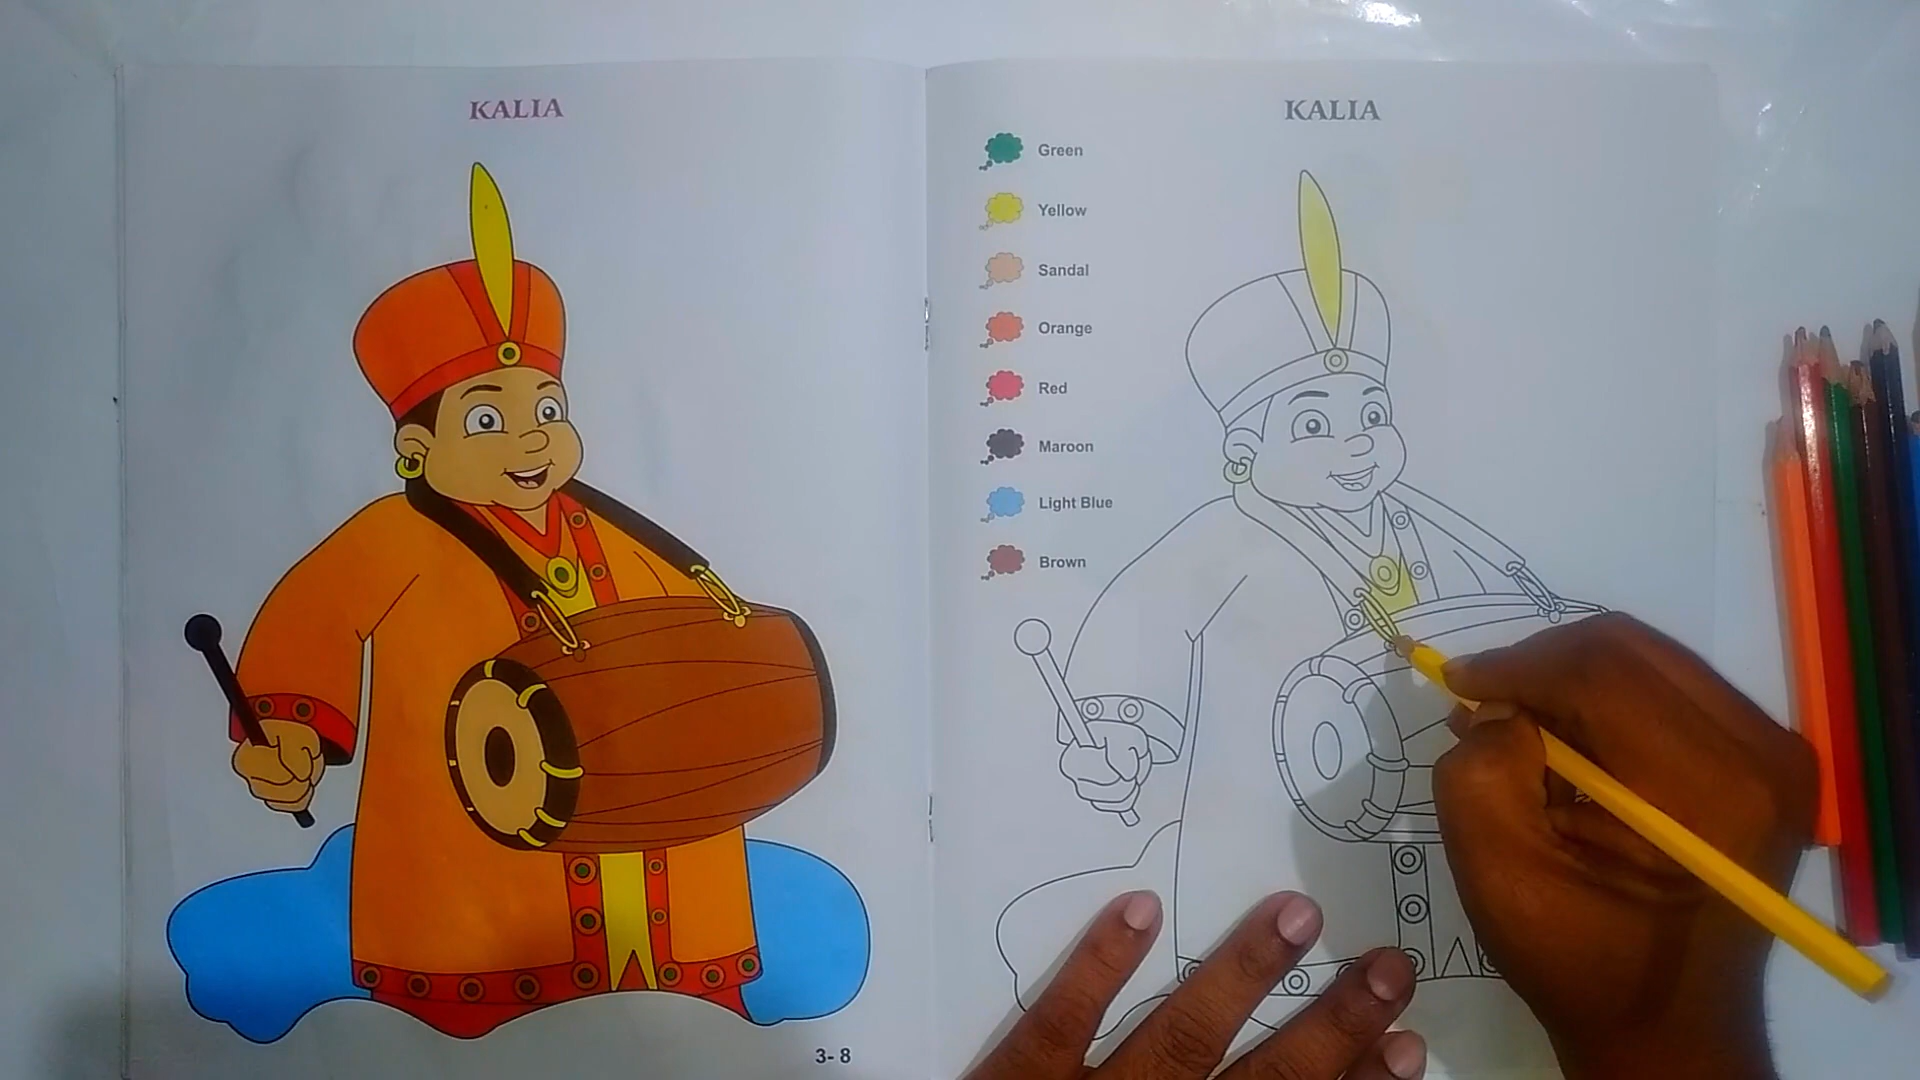 KALIA
3- 8
KALIA
Green
Yellow
Sandal
Orange
Red
Maroon
Light Blue
Brown